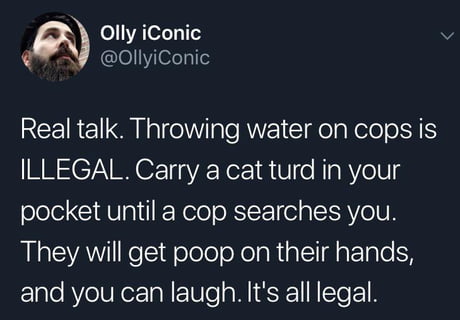 Olly iConic
@OllyiConic
Real talk. Throwing water on cops is
ILLEGAL. Carry a cat turd in your
pocket until a cop searches you.
They will get poop on their hands,
and you can laugh. It's all legal.